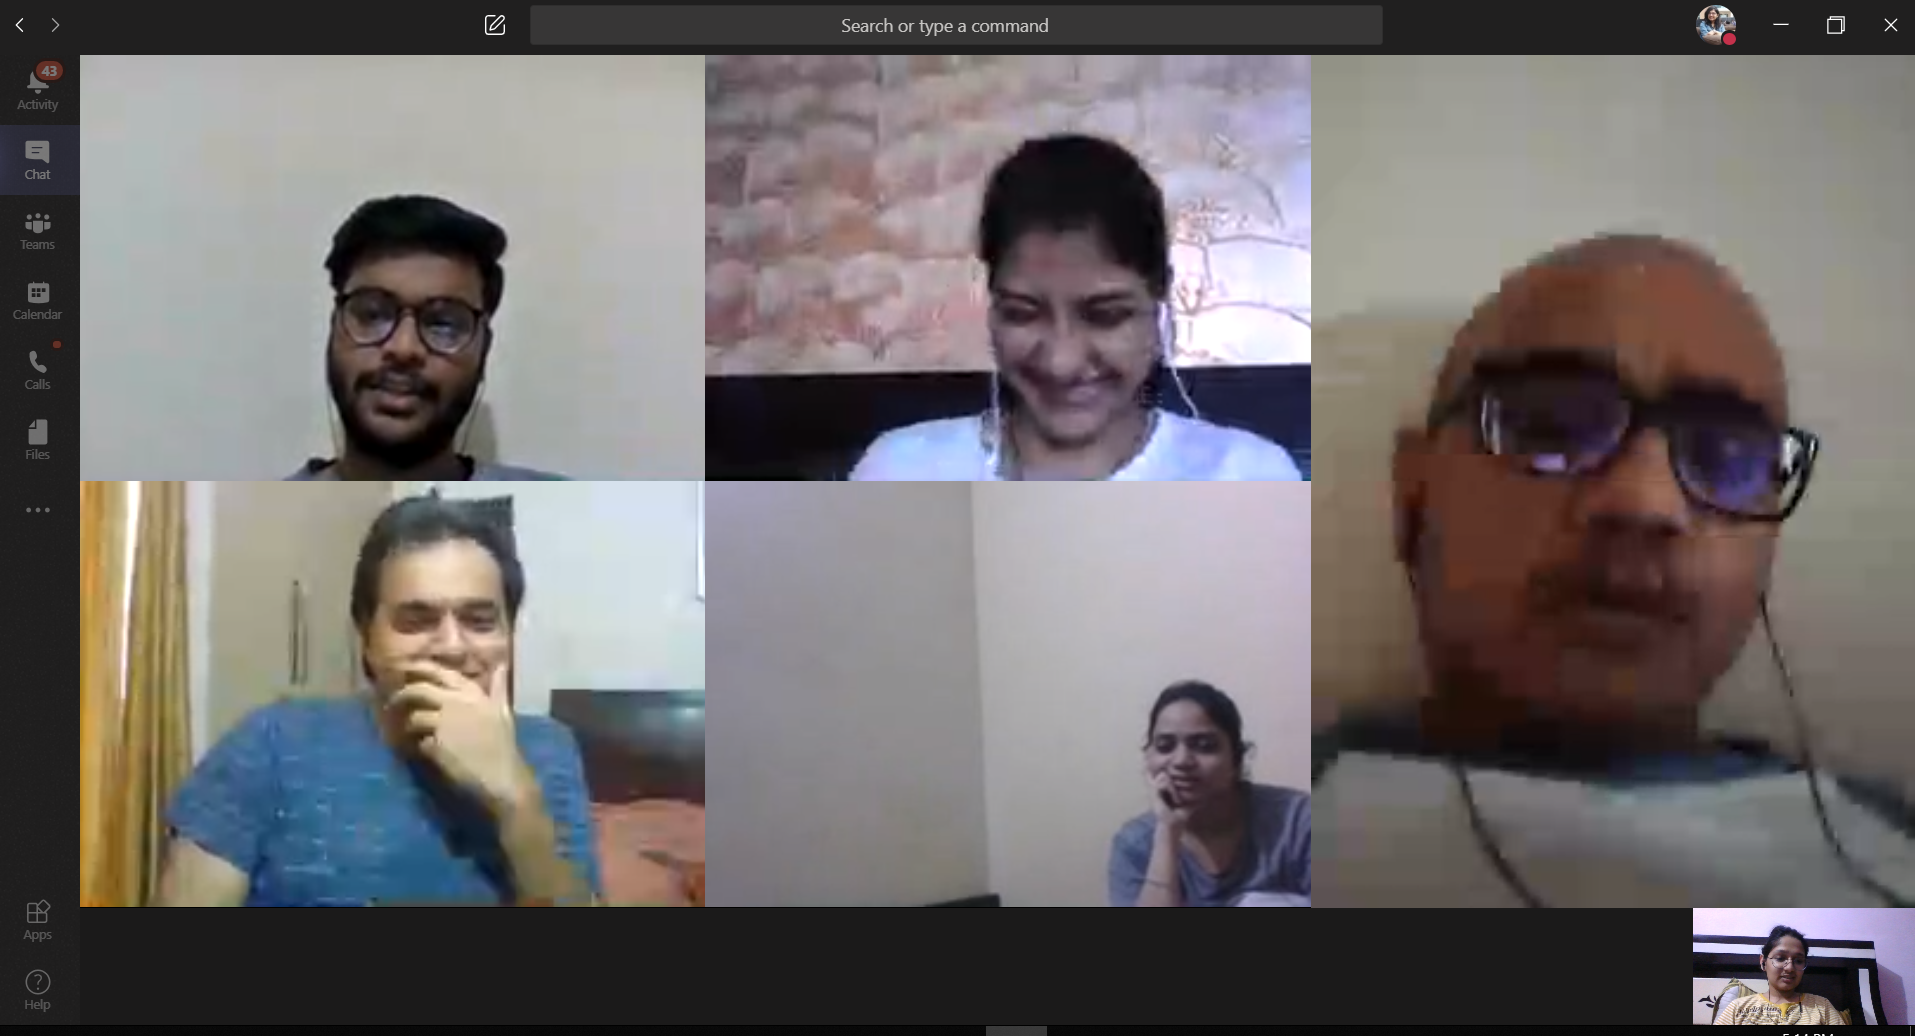 Search or type a command
43
Activity
Chat
Teams
Calendar
Calls
Files
Apps
Help